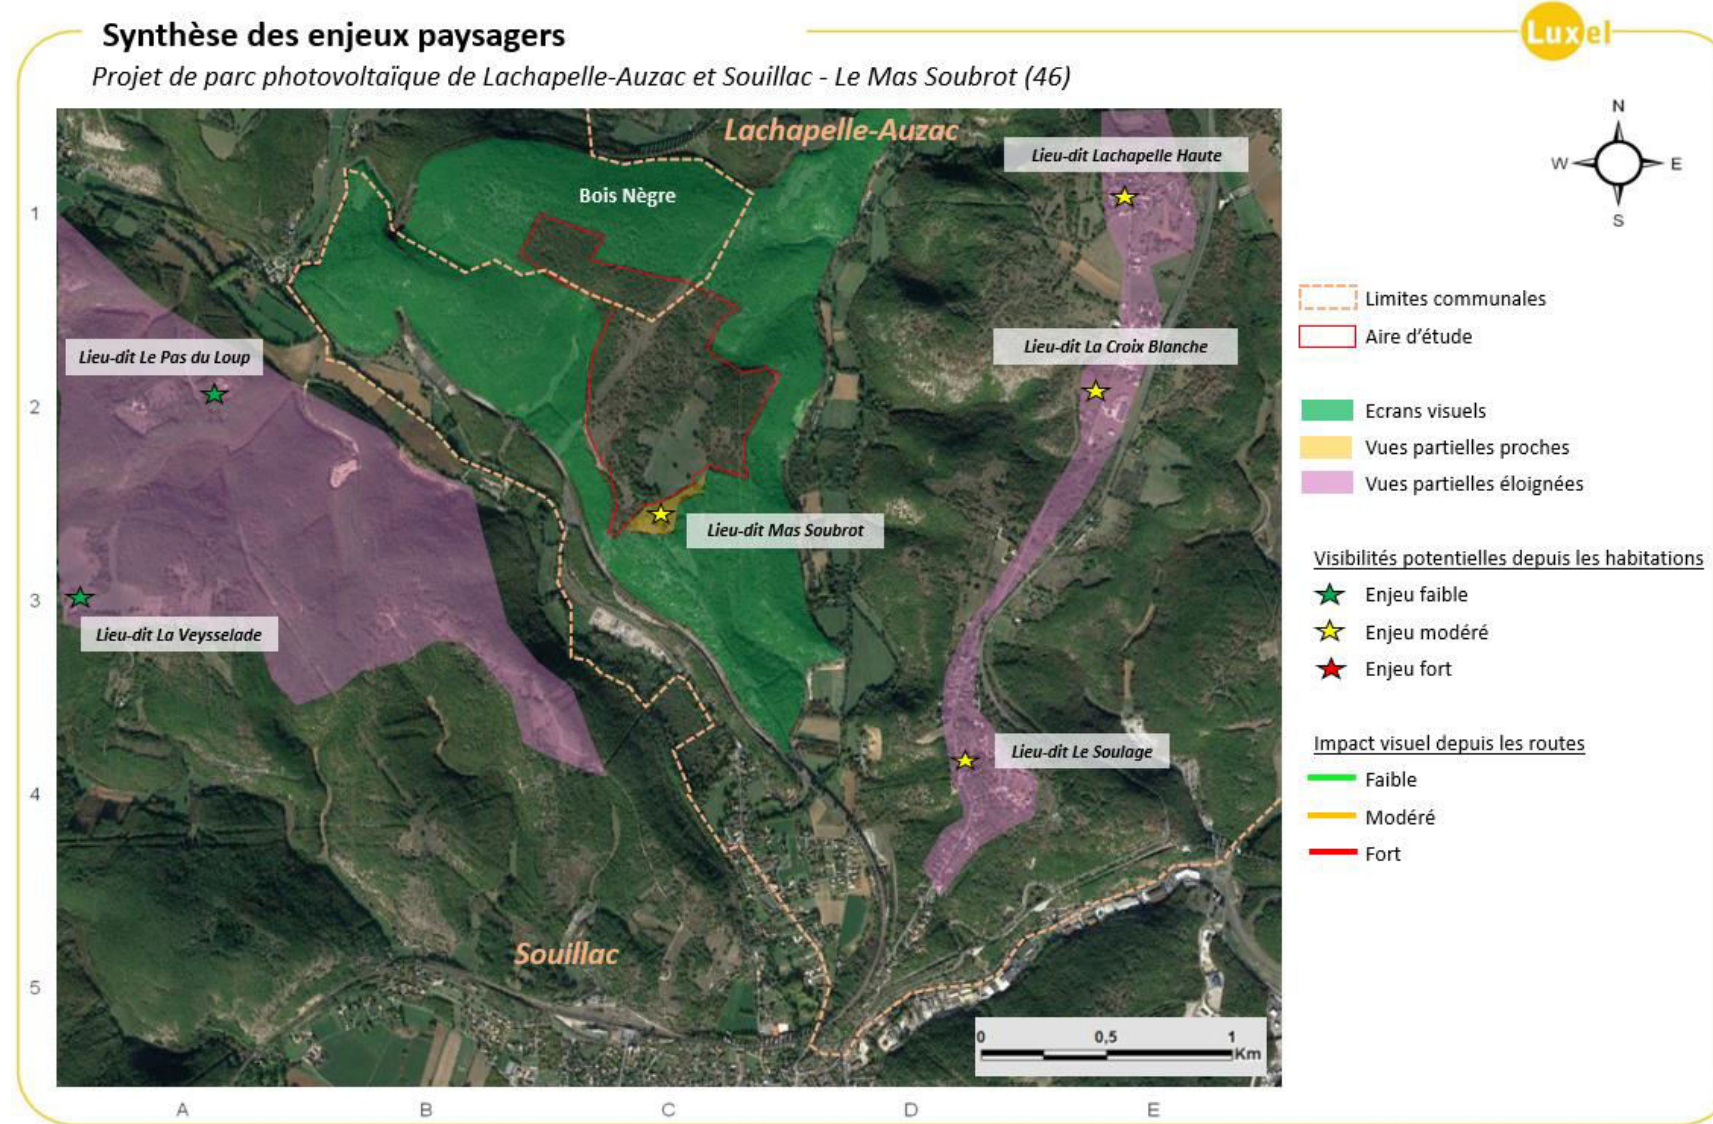 Synthèse des enjeux paysagers
Luxel
Projet de parc photovoltaïque de Lachapelle-Auzac et Souillac - Le Mas Soubrot (46)
Lachapelle-Auzac
Lieu-dit Lachapelle Haute
Bois Nègre
Lieu-dit Le Pas du Loup
Lieu-dit La Croix Blanche
Lieu-dit Mas Soubrot
Lieu-dit La Veysselade
Lieu-dit Le Soulage
Souillac
0 0,5 1
Km
1
2
3
4
5
A B C D E
N
W E
S
Limites communales
Aire d'étude
Ecrans visuels
Vues partielles proches
Vues partielles éloignées
Visibilités potentielles depuis les habitations
Enjeu faible
Enjeu modéré
Enjeu fort
Impact visuel depuis les routes
Faible
Modéré
Fort